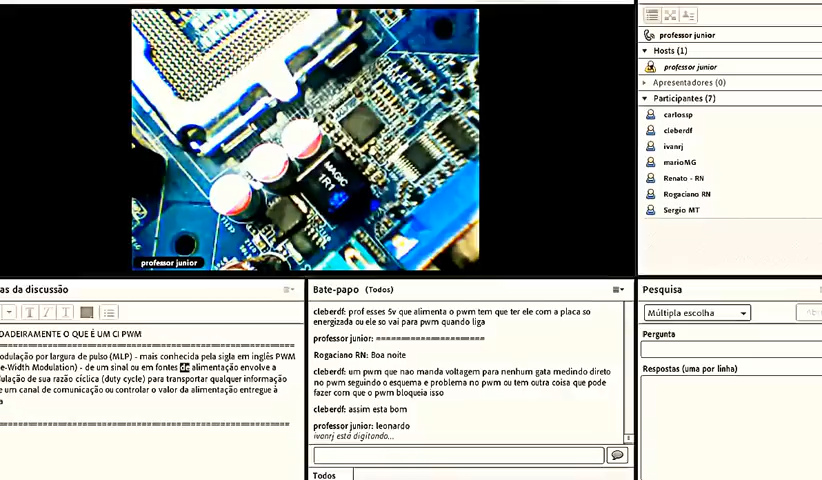 MAGIC
1R1
professor junior
professor junior
Hosts (1)
professor junior
Apresentadores (0)
Participantes (7)
carlossp
cleberdf
ivanrj
marioMG
Renato - RN
Rogaciano RN
Sergio MT
as da discussão
DADEIRAMENTE O QUE É UM CI PWM
odulação por largura de pulso (MLP) - mais conhecida pela sigla em inglês PWM
e-Width Modulation) - de um sinal ou em fontes de alimentação envolve a
ulação de sua razão cíclica (duty cycle) para transportar qualquer informação
e um canal de comunicação ou controlar o valor da alimentação entregue à
a
Bate-papo (Todos)
cleberdf: prof esses 5v que alimenta o pwm tem que ter ele com a placa so
energizada ou ele so vai para pwm quando liga
professor junior: =====================
Rogaciano RN: Boa noite
cleberdf: um pwm que nao manda voltagem para nenhum gata medindo direto
no pwm seguindo o esquema e problema no pwm ou tem outra coisa que pode
fazer com que o pwm bloqueia isso
cleberdf: assim esta bom
professor junior: leonardo
ivanrj está digitando...
Todos
Pesquisa
Múltipla escolha
Pergunta
Respostas (uma por linha)